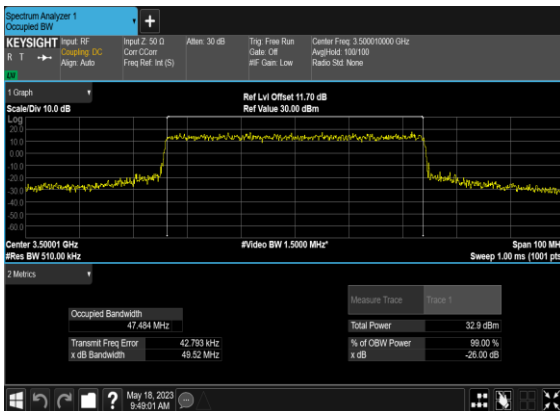 Spectrum Analyzer 1
Occupied BW
+
KEYSIGHT Input: RF Input Z: 50 Ω Atten: 30 dB Trig: Free Run Center Freq: 3.500010000 GHz
R T Coupling: DC Corr CCorr Gate: Off Avg|Hold: 100/100
Align: Auto Freq Ref: Int (S) #IF Gain: Low Radio Std: None
LV
1 Graph
Ref Lvl Offset 11.70 dB
Scale/Div 10.0 dB Ref Value 30.00 dBm
Log
20.0
10.0
0.00
-10.0
-20.0
-30.0
-40.0
-50.0
-60.0
Center 3.50001 GHz #Video BW 1.5000 MHz* Span 100 MH
#Res BW 510.00 kHz Sweep 1.00 ms (1001 pts
2 Metrics
Measure Trace Trace 1
Occupied Bandwidth
47.484 MHz Total Power 32.9 dBm
Transmit Freq Error 42.793 kHz % of OBW Power 99.00 %
x dB Bandwidth 49.52 MHz x dB -26.00 dB
? May 18, 2023
9:49:01 AM